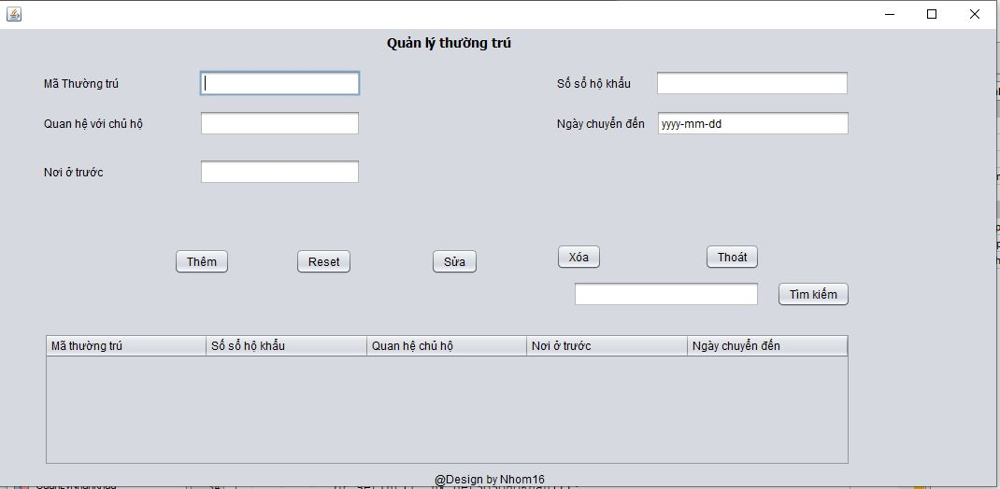 Quản lý thường trú
Mã Thường trú
Số sổ hộ khẩu
Quan hệ với chủ hộ
Ngày chuyển đến
yyyy-mm-dd
Nơi ở trước
Thêm
Reset
Sửa
Xóa
Thoát
Tìm kiếm
Mã thường trú
Số sổ hộ khẩu
Quan hệ chủ hộ
Nơi ở trước
Ngày chuyển đến
@Design by Nhom16